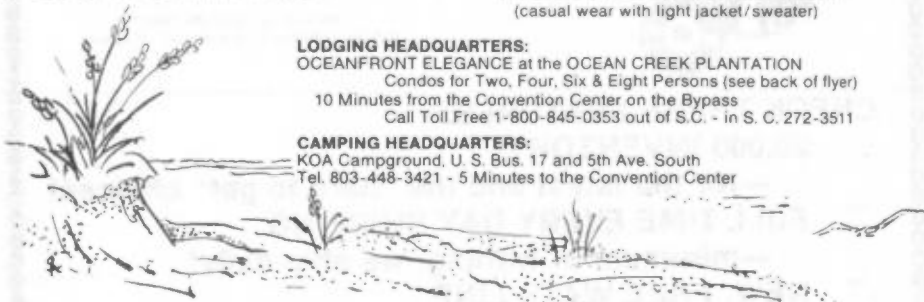 (casual wear with light jacket/sweater)
LODGING HEADQUARTERS:
OCEANFRONT ELEGANCE at the OCEAN CREEK PLANTATION
Condos for Two, Four, Six & Eight Persons (see back of flyer)
10 Minutes from the Convention Center on the Bypass
Call Toll Free 1-800-845-0353 out of S.C. - in S. C. 272-3511
CAMPING HEADQUARTERS:
KOA Campground, U. S. Bus. 17 and 5th Ave. South
Tel. 803-448-3421 - 5 Minutes to the Convention Center